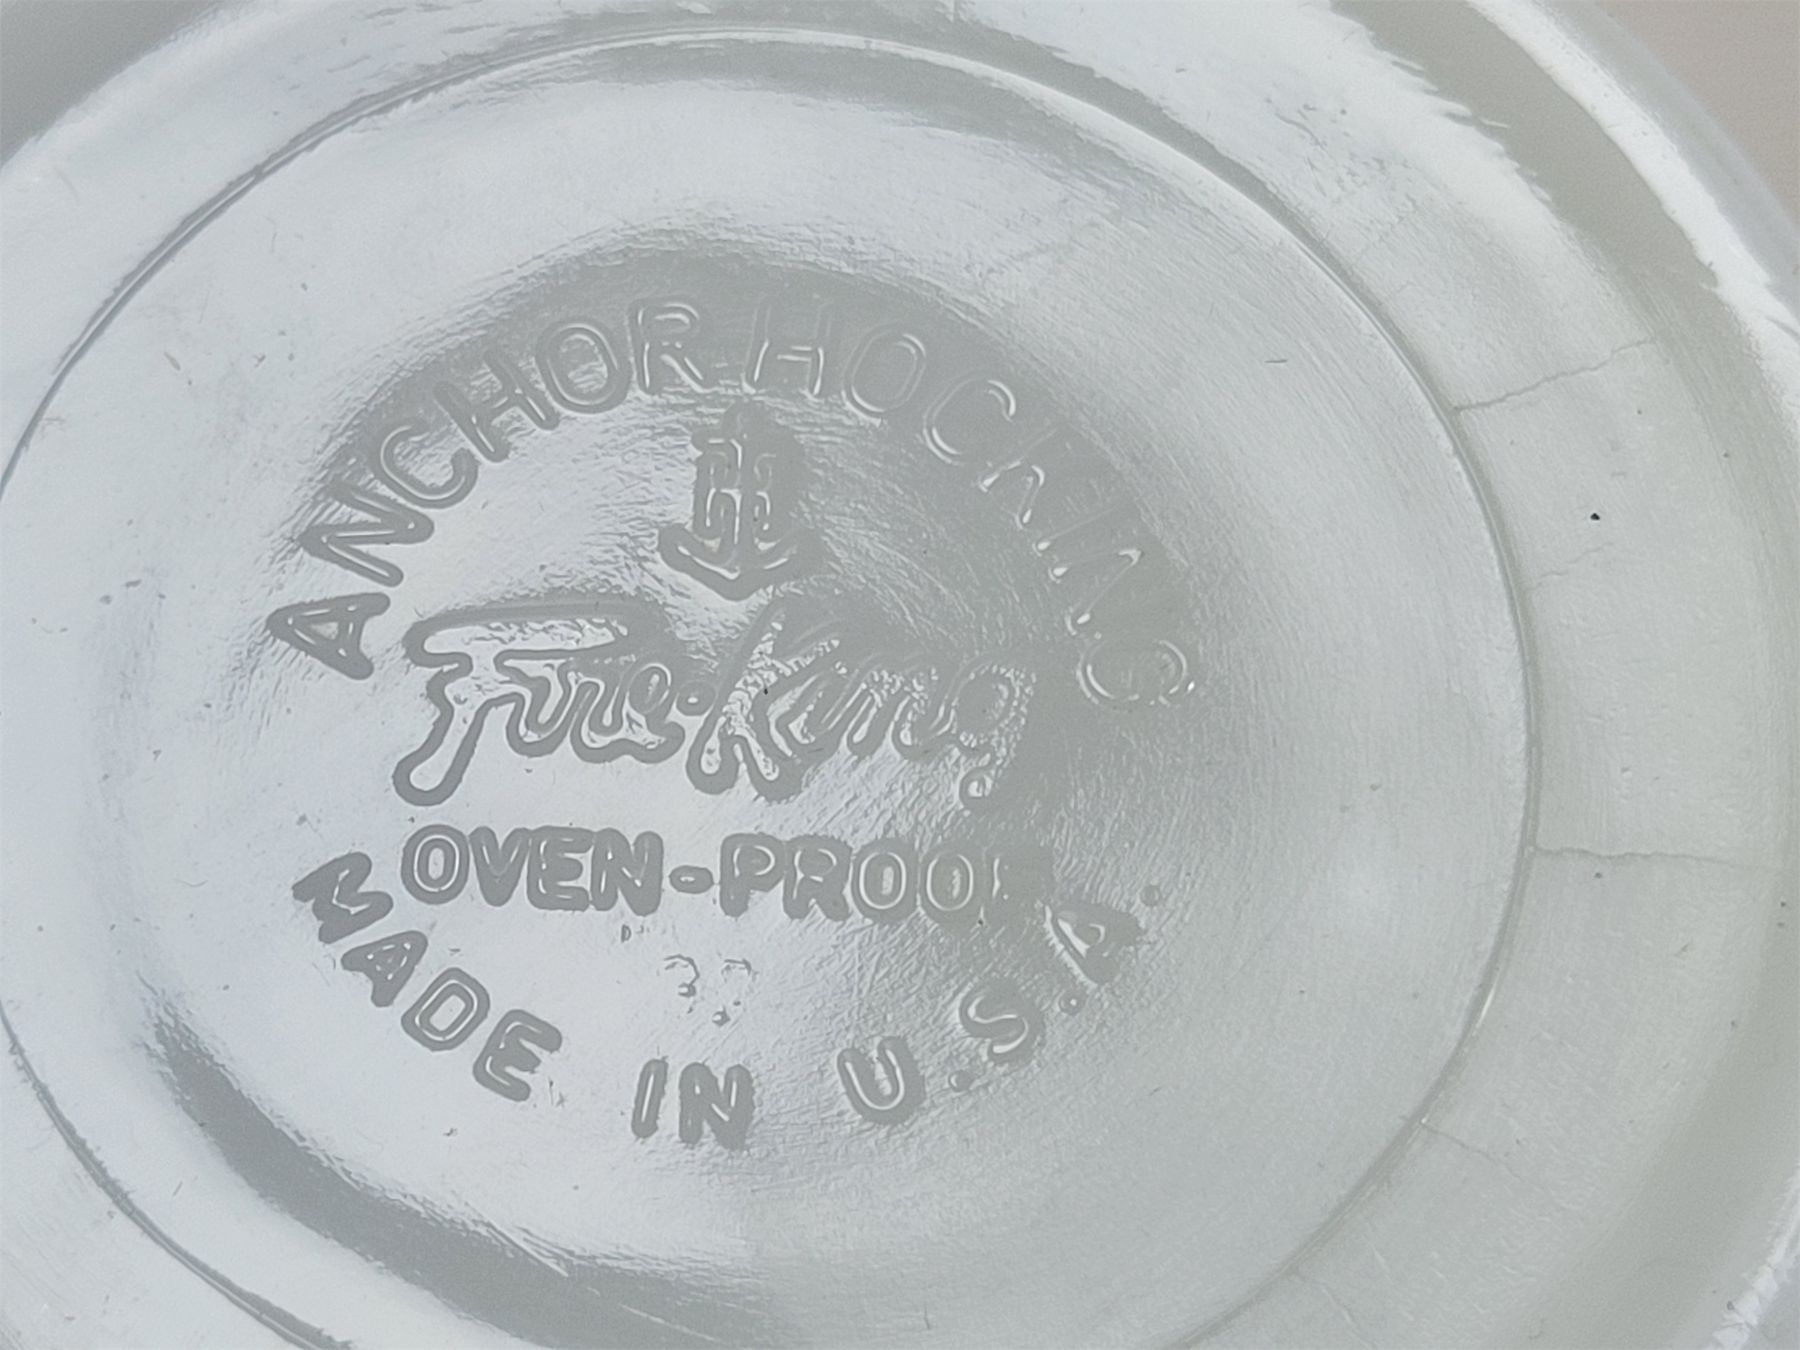 ANCHOR HOCKING
Fire-King
OVEN-PROOF
MADE IN U.S.A.